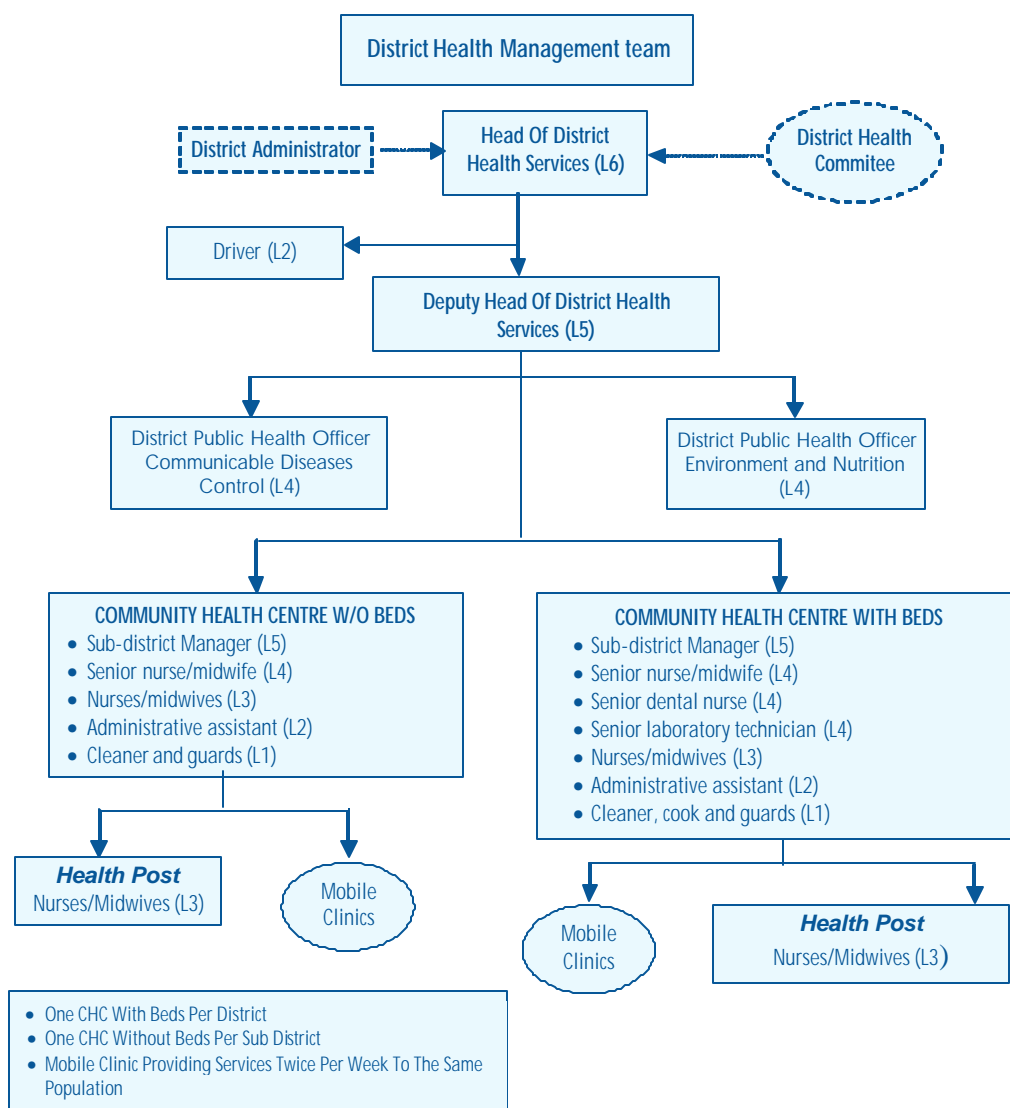 District Health Management team
District Administrator
Head Of District
Health Services (L6)
District Health
Commitee
Driver (L2)
Deputy Head Of District Health
Services (L5)
District Public Health Officer
Communicable Diseases
Control (L4)
District Public Health Officer
Environment and Nutrition
(L4)
COMMUNITY HEALTH CENTRE W/O BEDS
• Sub-district Manager (L5)
• Senior nurse/midwife (L4)
• Nurses/midwives (L3)
• Administrative assistant (L2)
• Cleaner and guards (L1)
COMMUNITY HEALTH CENTRE WITH BEDS
• Sub-district Manager (L5)
• Senior nurse/midwife (L4)
• Senior dental nurse (L4)
• Senior laboratory technician (L4)
• Nurses/midwives (L3)
• Administrative assistant (L2)
• Cleaner, cook and guards (L1)
Health Post
Nurses/Midwives (L3)
Mobile
Clinics
Mobile
Clinics
Health Post
Nurses/Midwives (L3)
• One CHC With Beds Per District
• One CHC Without Beds Per Sub District
• Mobile Clinic Providing Services Twice Per Week To The Same
Population